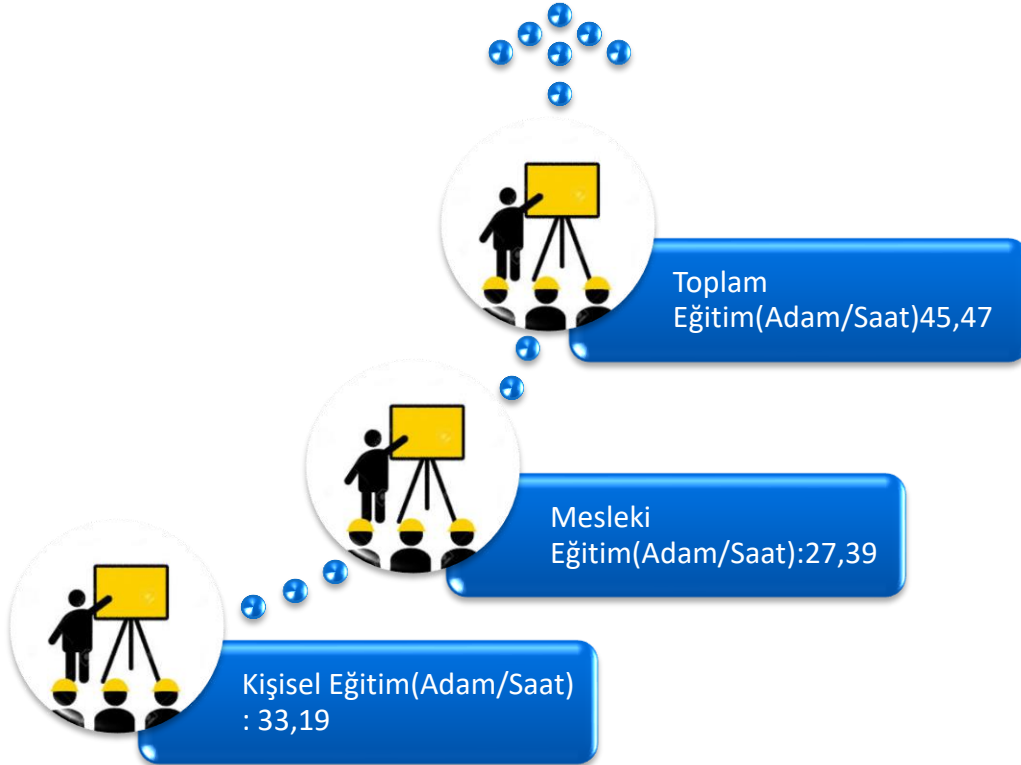 Toplam
Eğitim(Adam/Saat)45,47
Mesleki
Eğitim(Adam/Saat):27,39
Kişisel Eğitim(Adam/Saat)
: 33,19